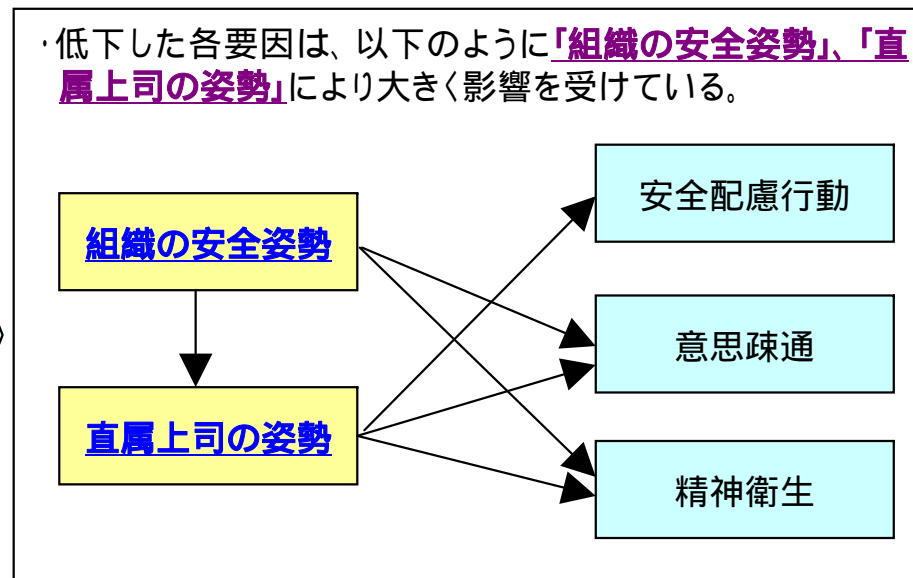 ・低下した各要因は、以下のように「組織の安全姿勢」、「直
属上司の姿勢」により大きく影響を受けている。
安全配慮行動
組織の安全姿勢
意思疎通
直属上司の姿勢
精神衛生